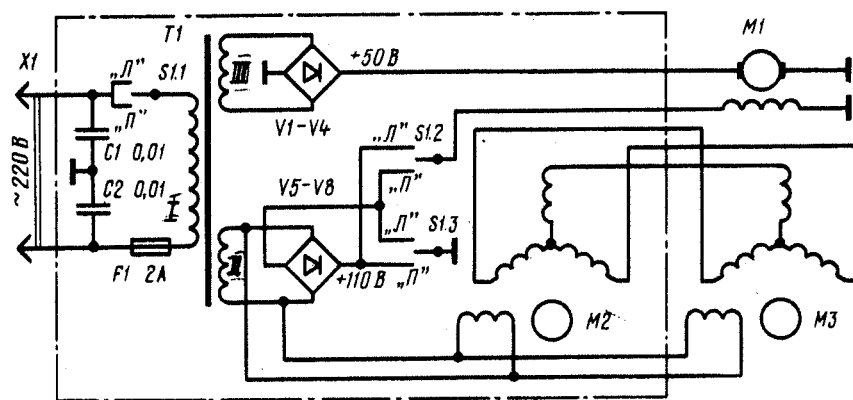 X1
~220 В
„Л"
S1.1
„П"
C1 0,01
C2 0,01
F1 2А
I
T1
III
II
+50 В
V1-V4
V5-V8
+110 В
„Л"
S1.2
„П"
„Л"
S1.3
„П"
M1
M2
M3